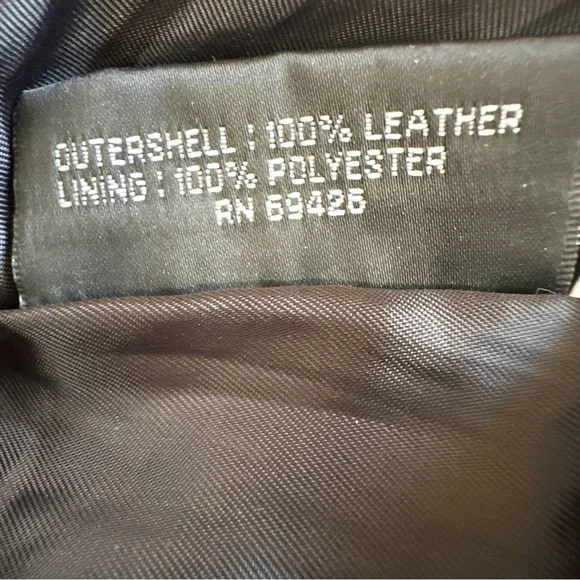 OUTERSHELL : 100% LEATHER
LINING : 100% POLYESTER
RN 69426